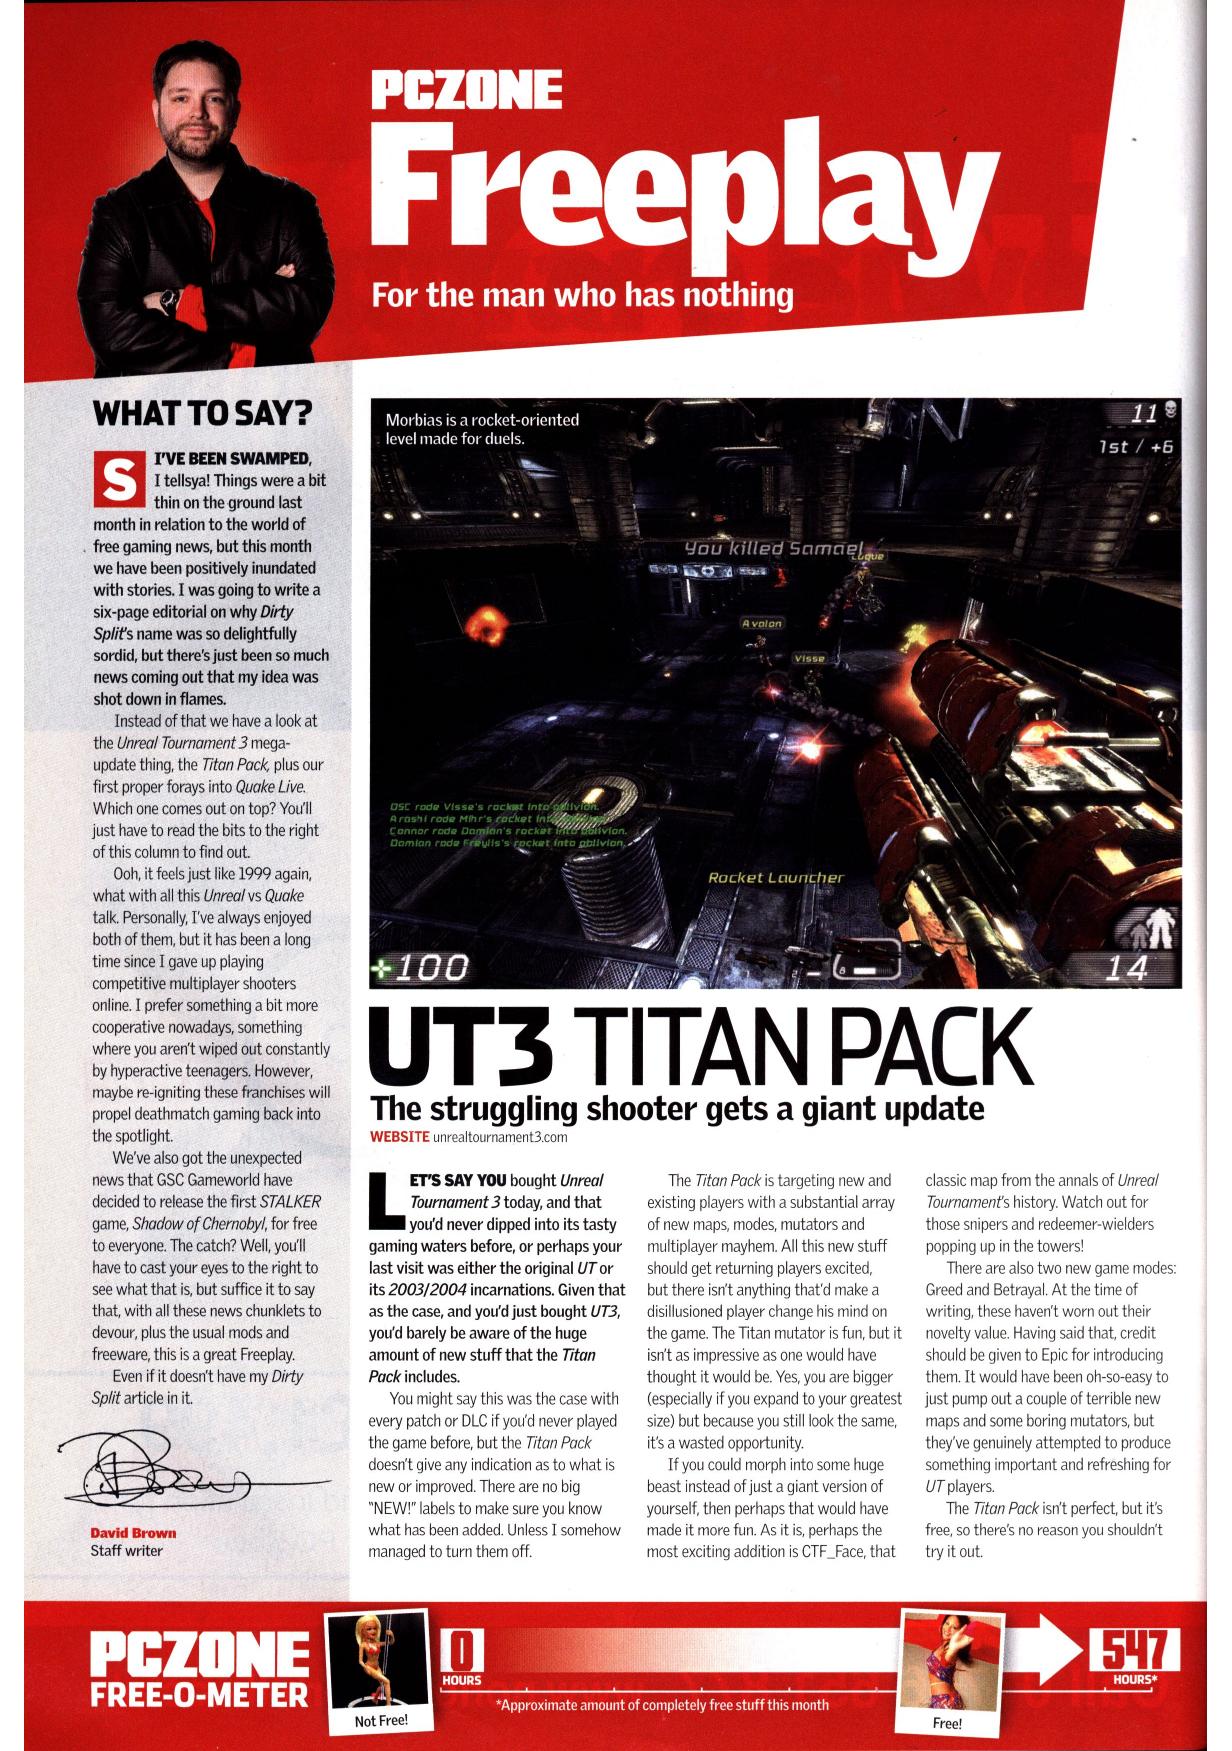 PCZONE
Freeplay
For the man who has nothing
WHAT TO SAY?
S I'VE BEEN SWAMPED,
I tellsya! Things were a bit
thin on the ground last
month in relation to the world of
free gaming news, but this month
we have been positively inundated
with stories. I was going to write a
six-page editorial on why Dirty
Split's name was so delightfully
sordid, but there's just been so much
news coming out that my idea was
shot down in flames.
Instead of that we have a look at
the Unreal Tournament 3 mega-
update thing, the Titan Pack, plus our
first proper forays into Quake Live.
Which one comes out on top? You'll
just have to read the bits to the right
of this column to find out.
Ooh, it feels just like 1999 again,
what with all this Unreal vs Quake
talk. Personally, I've always enjoyed
both of them, but it has been a long
time since I gave up playing
competitive multiplayer shooters
online. I prefer something a bit more
cooperative nowadays, something
where you aren't wiped out constantly
by hyperactive teenagers. However,
maybe re-igniting these franchises will
propel deathmatch gaming back into
the spotlight.
We've also got the unexpected
news that GSC Gameworld have
decided to release the first STALKER
game, Shadow of Chernobyl, for free
to everyone. The catch? Well, you'll
have to cast your eyes to the right to
see what that is, but suffice it to say
that, with all these news chunklets to
devour, plus the usual mods and
freeware, this is a great Freeplay.
Even if it doesn't have my Dirty
Split article in it.
David Brown
Staff writer
Morbias is a rocket-oriented
level made for duels.
11
1st / +6
You killed Samael
Luque
Avalon
Visse
OSC rode Visse's rocket into oblivion.
Arashi rode Mihr's rocket into
Connor rode Damian's rocket into oblivion.
Damian rode Freylis's rocket into oblivion.
Rocket Launcher
+100
8
14
UT3 TITAN PACK
The struggling shooter gets a giant update
WEBSITE unrealtournament3.com
LET'S SAY YOU bought Unreal
Tournament 3 today, and that
you'd never dipped into its tasty
gaming waters before, or perhaps your
last visit was either the original UT or
its 2003/2004 incarnations. Given that
as the case, and you'd just bought UT3,
you'd barely be aware of the huge
amount of new stuff that the Titan
Pack includes.
You might say this was the case with
every patch or DLC if you'd never played
the game before, but the Titan Pack
doesn't give any indication as to what is
new or improved. There are no big
"NEW!" labels to make sure you know
what has been added. Unless I somehow
managed to turn them off.
The Titan Pack is targeting new and
existing players with a substantial array
of new maps, modes, mutators and
multiplayer mayhem. All this new stuff
should get returning players excited,
but there isn't anything that'd make a
disillusioned player change his mind on
the game. The Titan mutator is fun, but it
isn't as impressive as one would have
thought it would be. Yes, you are bigger
(especially if you expand to your greatest
size) but because you still look the same,
it's a wasted opportunity.
If you could morph into some huge
beast instead of just a giant version of
yourself, then perhaps that would have
made it more fun. As it is, perhaps the
most exciting addition is CTF_Face, that
classic map from the annals of Unreal
Tournament's history. Watch out for
those snipers and redeemer-wielders
popping up in the towers!
There are also two new game modes:
Greed and Betrayal. At the time of
writing, these haven't worn out their
novelty value. Having said that, credit
should be given to Epic for introducing
them. It would have been oh-so-easy to
just pump out a couple of terrible new
maps and some boring mutators, but
they've genuinely attempted to produce
something important and refreshing for
UT players.
The Titan Pack isn't perfect, but it's
free, so there's no reason you shouldn't
try it out.
PCZONE
FREE-O-METER
Not Free!
0
HOURS
*Approximate amount of completely free stuff this month
Free!
547
HOURS*